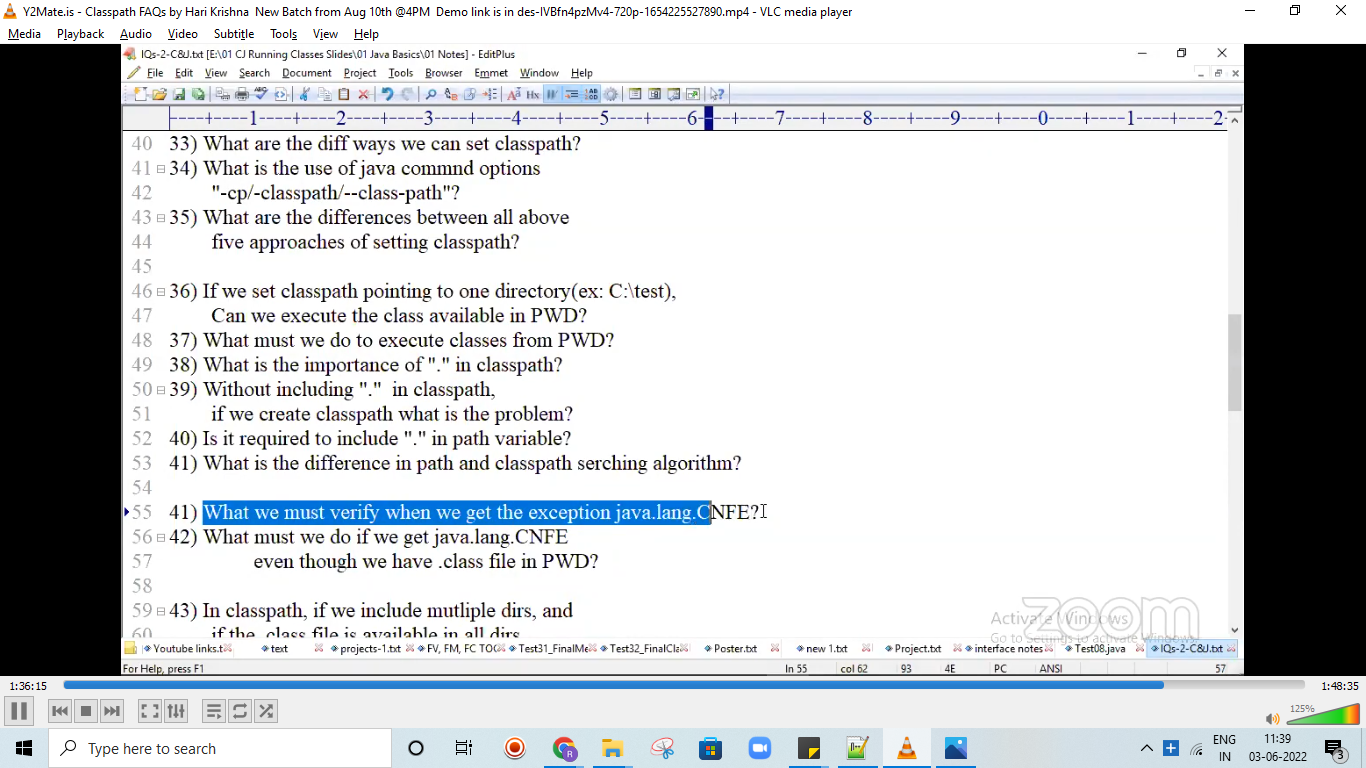 Y2Mate.is - Classpath FAQs by Hari Krishna  New Batch from Aug 10th @4PM  Demo link is in des-IVBfn4pzMv4-720p-1654225527890.mp4 - VLC media player
Media Playback Audio Video Subtitle Tools View Help
IQs-2-C&J.txt [E:\01 CJ Running Classes Slides\01 Java Basics\01 Notes] - EditPlus
File Edit View Search Document Project Tools Browser Emmet Window Help
----+----1----+----2----+----3----+----4----+----5----+----6----+----7----+----8----+----9----+----0----+----1----+----2-
40 33) What are the diff ways we can set classpath?
41 34) What is the use of java commnd options
42 "-cp/-classpath/--class-path"?
43 35) What are the differences between all above
44 five approaches of setting classpath?
45
46 36) If we set classpath pointing to one directory(ex: C:\test),
47 Can we execute the class available in PWD?
48 37) What must we do to execute classes from PWD?
49 38) What is the importance of "." in classpath?
50 39) Without including "."  in classpath,
51 if we create classpath what is the problem?
52 40) Is it required to include "." in path variable?
53 41) What is the difference in path and classpath serching algorithm?
54
55 41) What we must verify when we get the exception java.lang.CNFE?
56 42) What must we do if we get java.lang.CNFE
57 even though we have .class file in PWD?
58
59 43) In classpath, if we include mutliple dirs, and
60 if the .class file is available in all dirs
zoom
Activate Windows
Go to Settings to activate Windows.
Youtube links.t text projects-1.txt FV, FM, FC TOC Test31_FinalMe Test32_FinalCla Poster.txt new 1.txt Project.txt interface notes Test08.java IQs-2-C&J.txt
For Help, press F1 ln 55 col 62 93 4E PC ANSI 57
1:36:15 1:48:35
125%
Type here to search
ENG 11:39
IN 03-06-2022 3